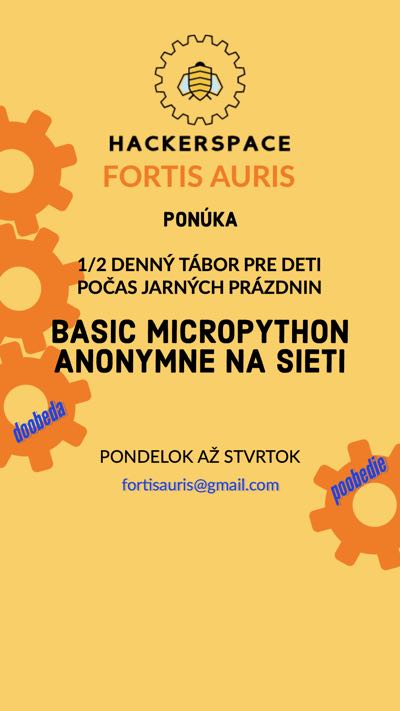 HACKERSPACE
FORTIS AURIS
PONÚKA
1/2 DENNÝ TÁBOR PRE DETI
POČAS JARNÝCH PRÁZDNIN
BASIC MICROPYTHON
ANONYMNE NA SIETI
doobeda
PONDELOK AŽ STVRTOK
poobedie
fortisauris@gmail.com